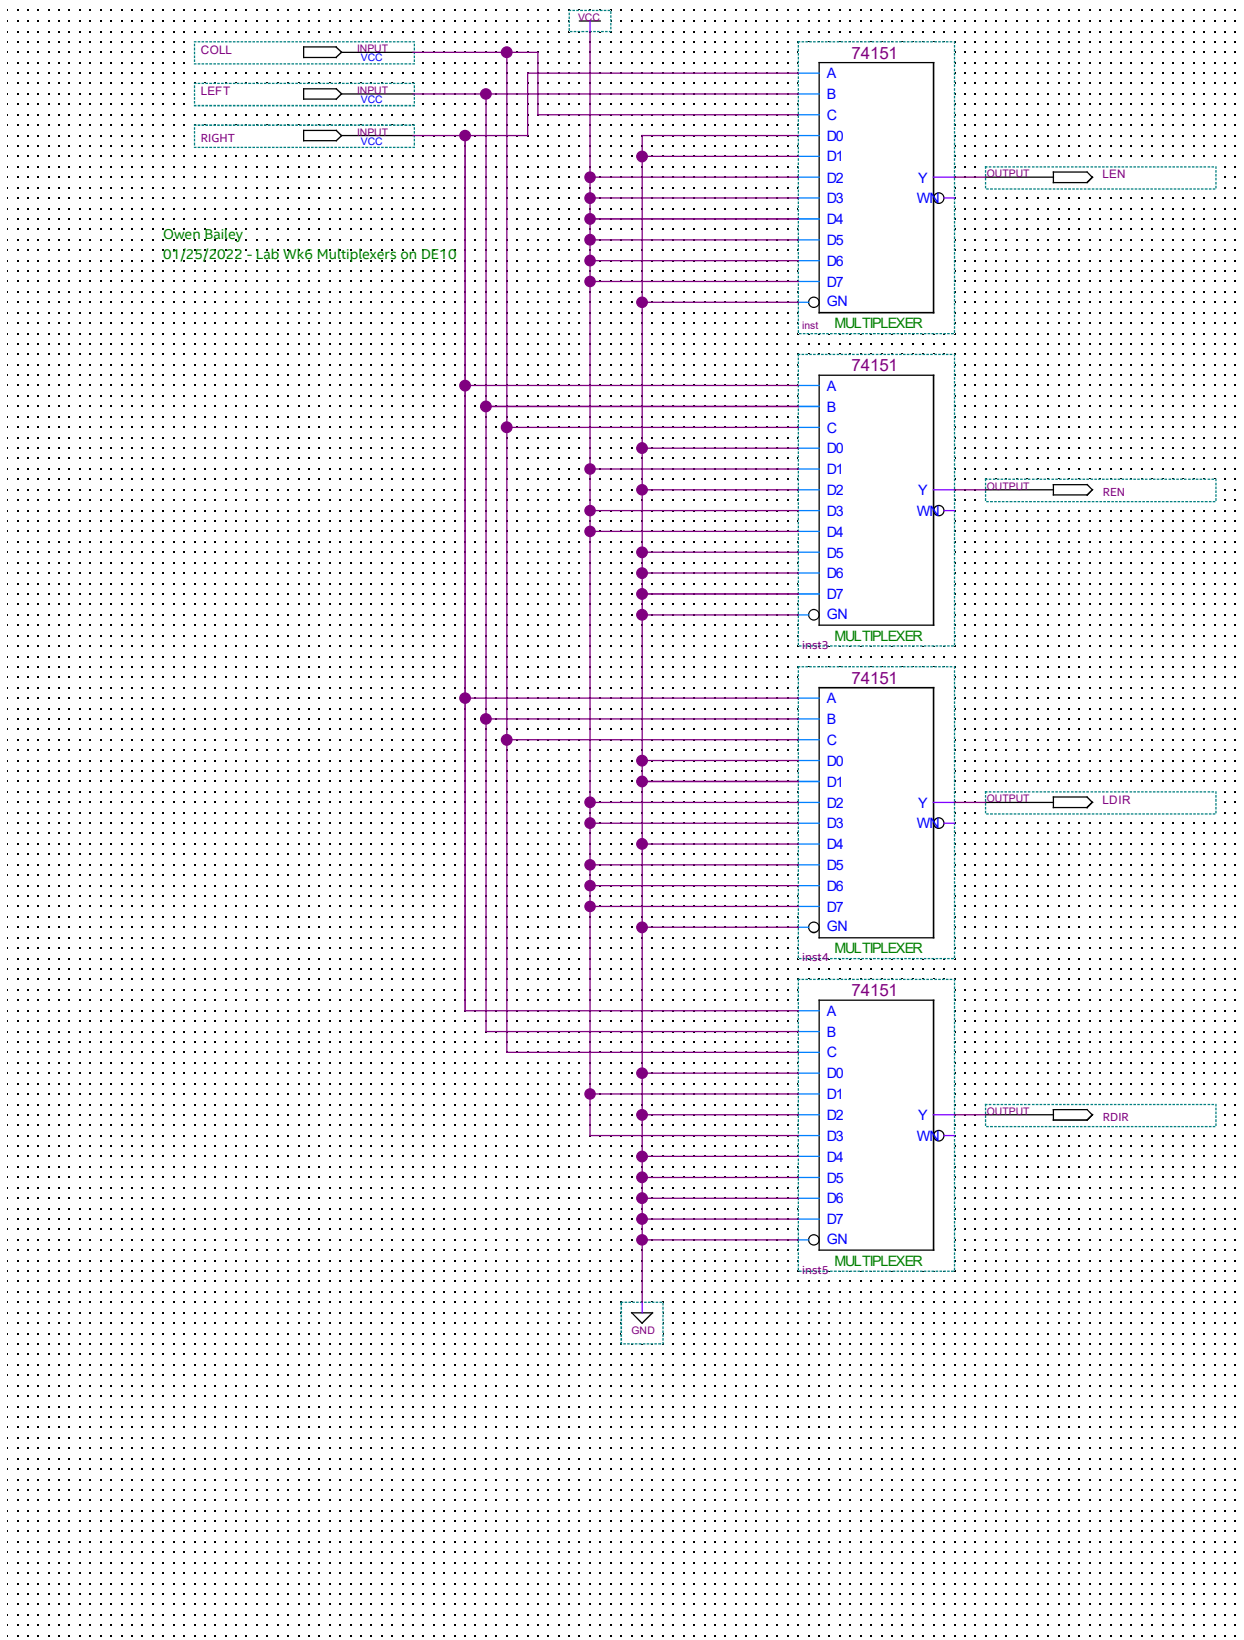 VCC
COLL INPUT
VCC
LEFT INPUT
VCC
RIGHT INPUT
VCC
Owen Bailey
01/25/2022 - Lab Wk6 Multiplexers on DE10
74151
A
B
C
D0
D1
D2 Y OUTPUT LEN
D3 WN
D4
D5
D6
D7
GN
inst MULTIPLEXER
74151
A
B
C
D0
D1
D2 Y OUTPUT REN
D3 WN
D4
D5
D6
D7
GN
MULTIPLEXER
inst3
74151
A
B
C
D0
D1
D2 Y OUTPUT LDIR
D3 WN
D4
D5
D6
D7
GN
MULTIPLEXER
inst4
74151
A
B
C
D0
D1
D2 Y OUTPUT RDIR
D3 WN
D4
D5
D6
D7
GN
MULTIPLEXER
inst5
GND